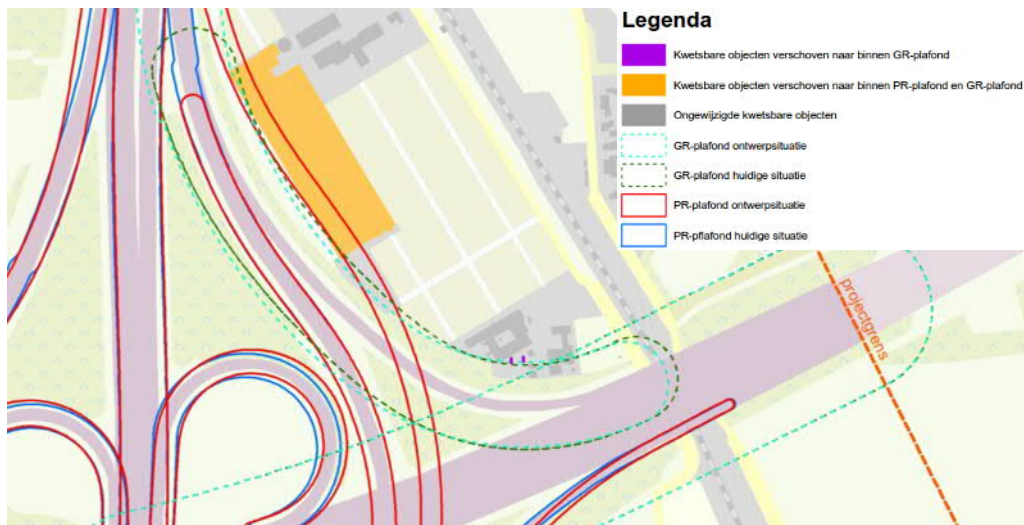 Legenda
Kwetsbare objecten verschoven naar binnen GR-plafond
Kwetsbare objecten verschoven naar binnen PR-plafond en GR-plafond
Ongewijzigde kwetsbare objecten
GR-plafond ontwerpsituatie
GR-plafond huidige situatie
PR-plafond ontwerpsituatie
PR-pflafond huidige situatie
projectgrens